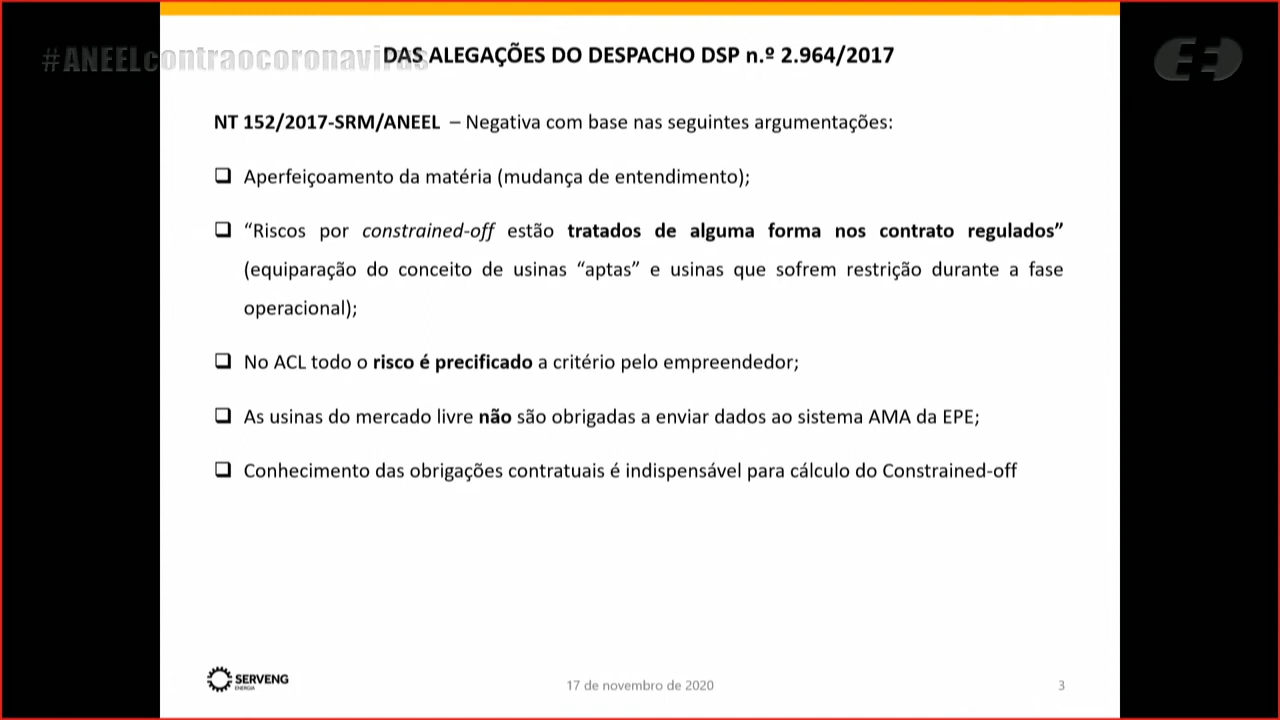 #ANEELcontraocoronavírus
DAS ALEGAÇÕES DO DESPACHO DSP n.º 2.964/2017
NT 152/2017-SRM/ANEEL – Negativa com base nas seguintes argumentações:
❑ Aperfeiçoamento da matéria (mudança de entendimento);
❑ “Riscos por constrained-off estão tratados de alguma forma nos contrato regulados”
(equiparação do conceito de usinas “aptas” e usinas que sofrem restrição durante a fase
operacional);
❑ No ACL todo o risco é precificado a critério pelo empreendedor;
❑ As usinas do mercado livre não são obrigadas a enviar dados ao sistema AMA da EPE;
❑ Conhecimento das obrigações contratuais é indispensável para cálculo do Constrained-off
SERVENG
ENERGIA
17 de novembro de 2020
3